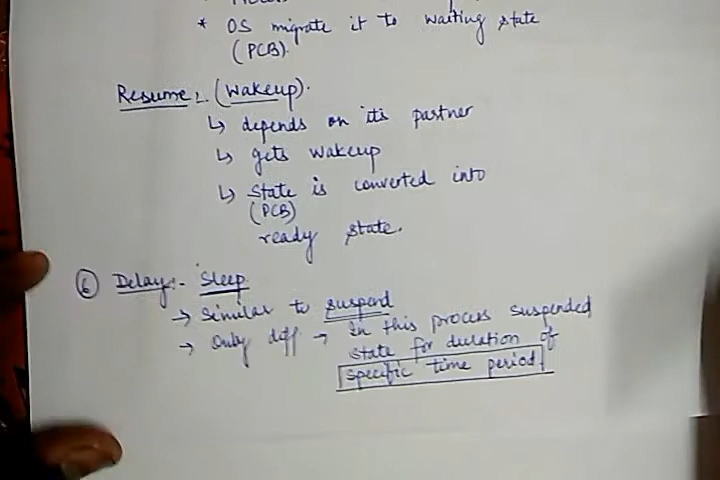 * OS migrate it to waiting state
(PCB).
Resume :. (Wakeup).
↳ depends on its partner
↳ gets wakeup
↳ state is converted into
(PCB)
ready state.
⑥ Delay :- Sleep
→ Similar to suspend
→ Only diff → In this process suspended
state for duration of
specific time period